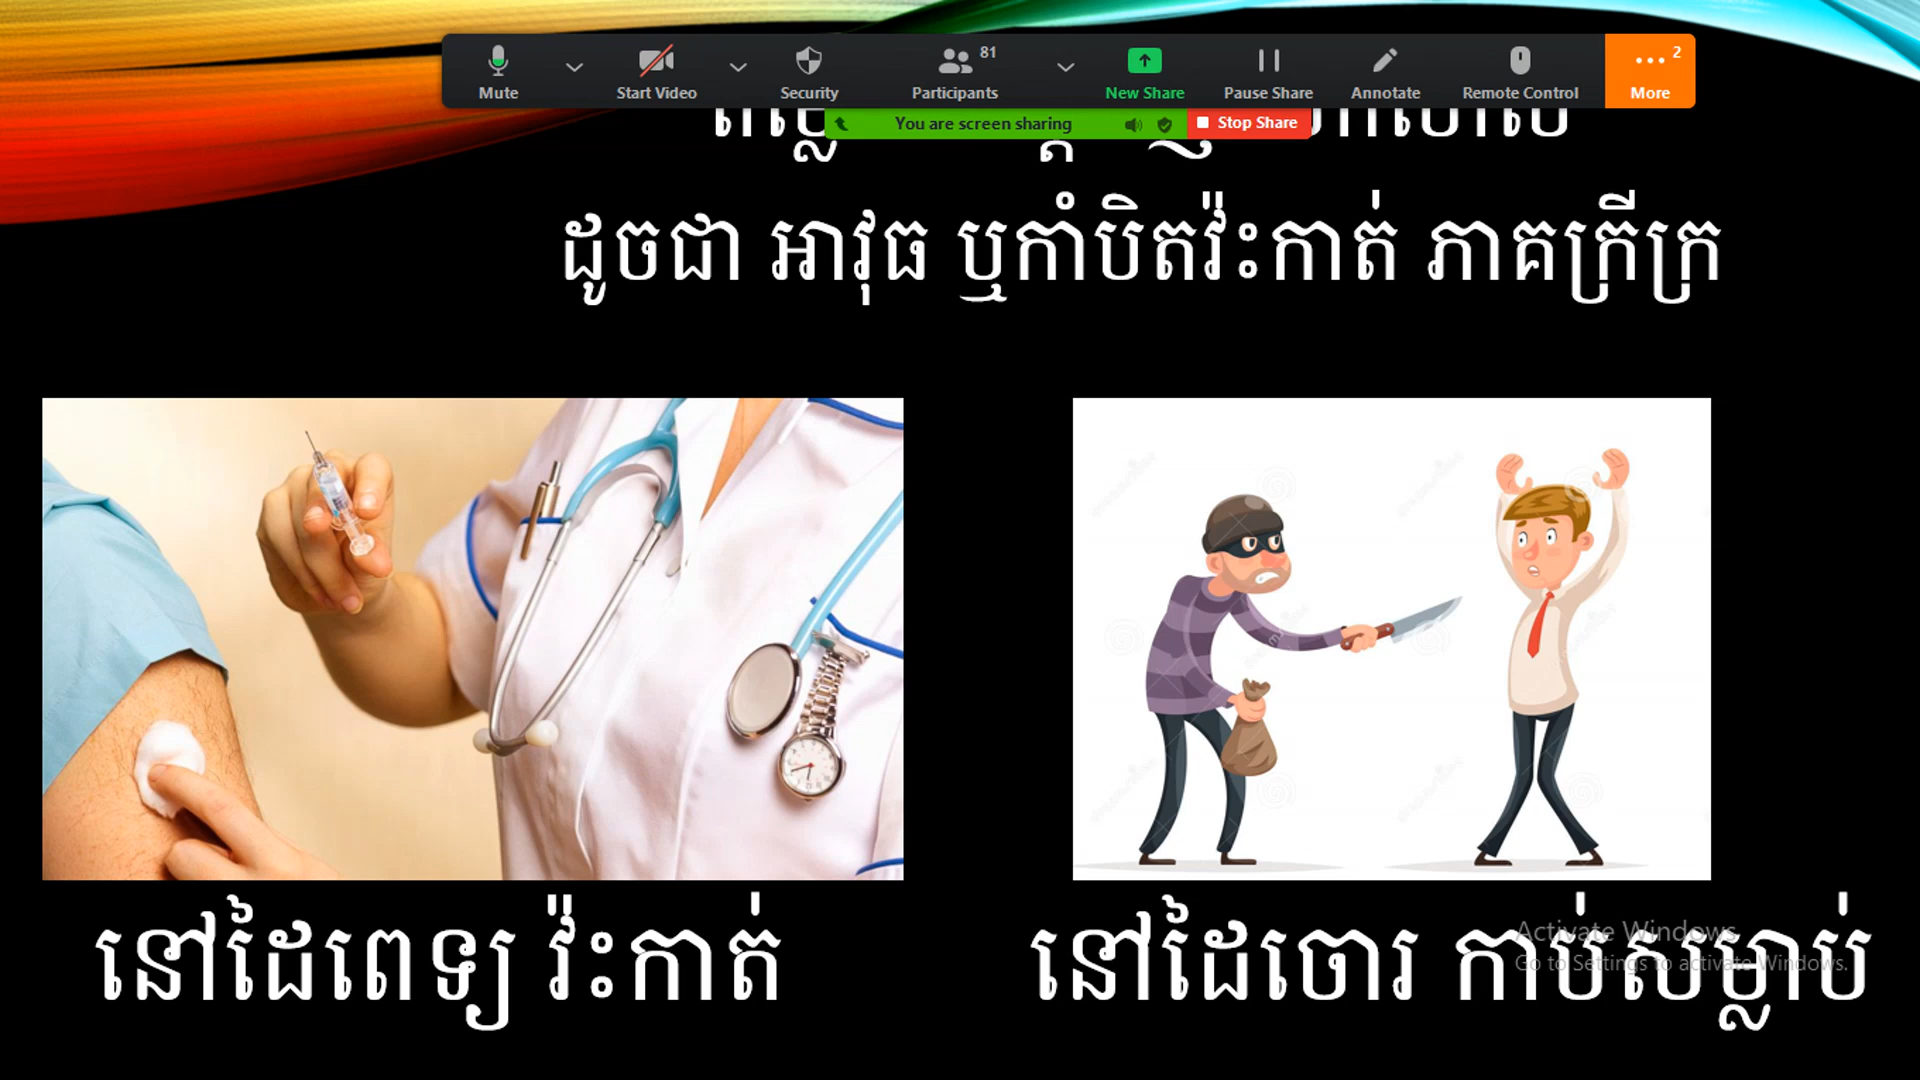 81
2
Mute
Start Video
Security
Participants
New Share
Pause Share
Annotate
Remote Control
More
You are screen sharing
Stop Share
ដូចជា អាវុធ ឬកាំបិតវ៉ះកាត់ ភាគក្រីក្រ
នៅដៃពេទ្យ វ៉ះកាត់
នៅដៃចោរ កាប់សម្លាប់
Activate Windows
Go to Settings to activate Windows.